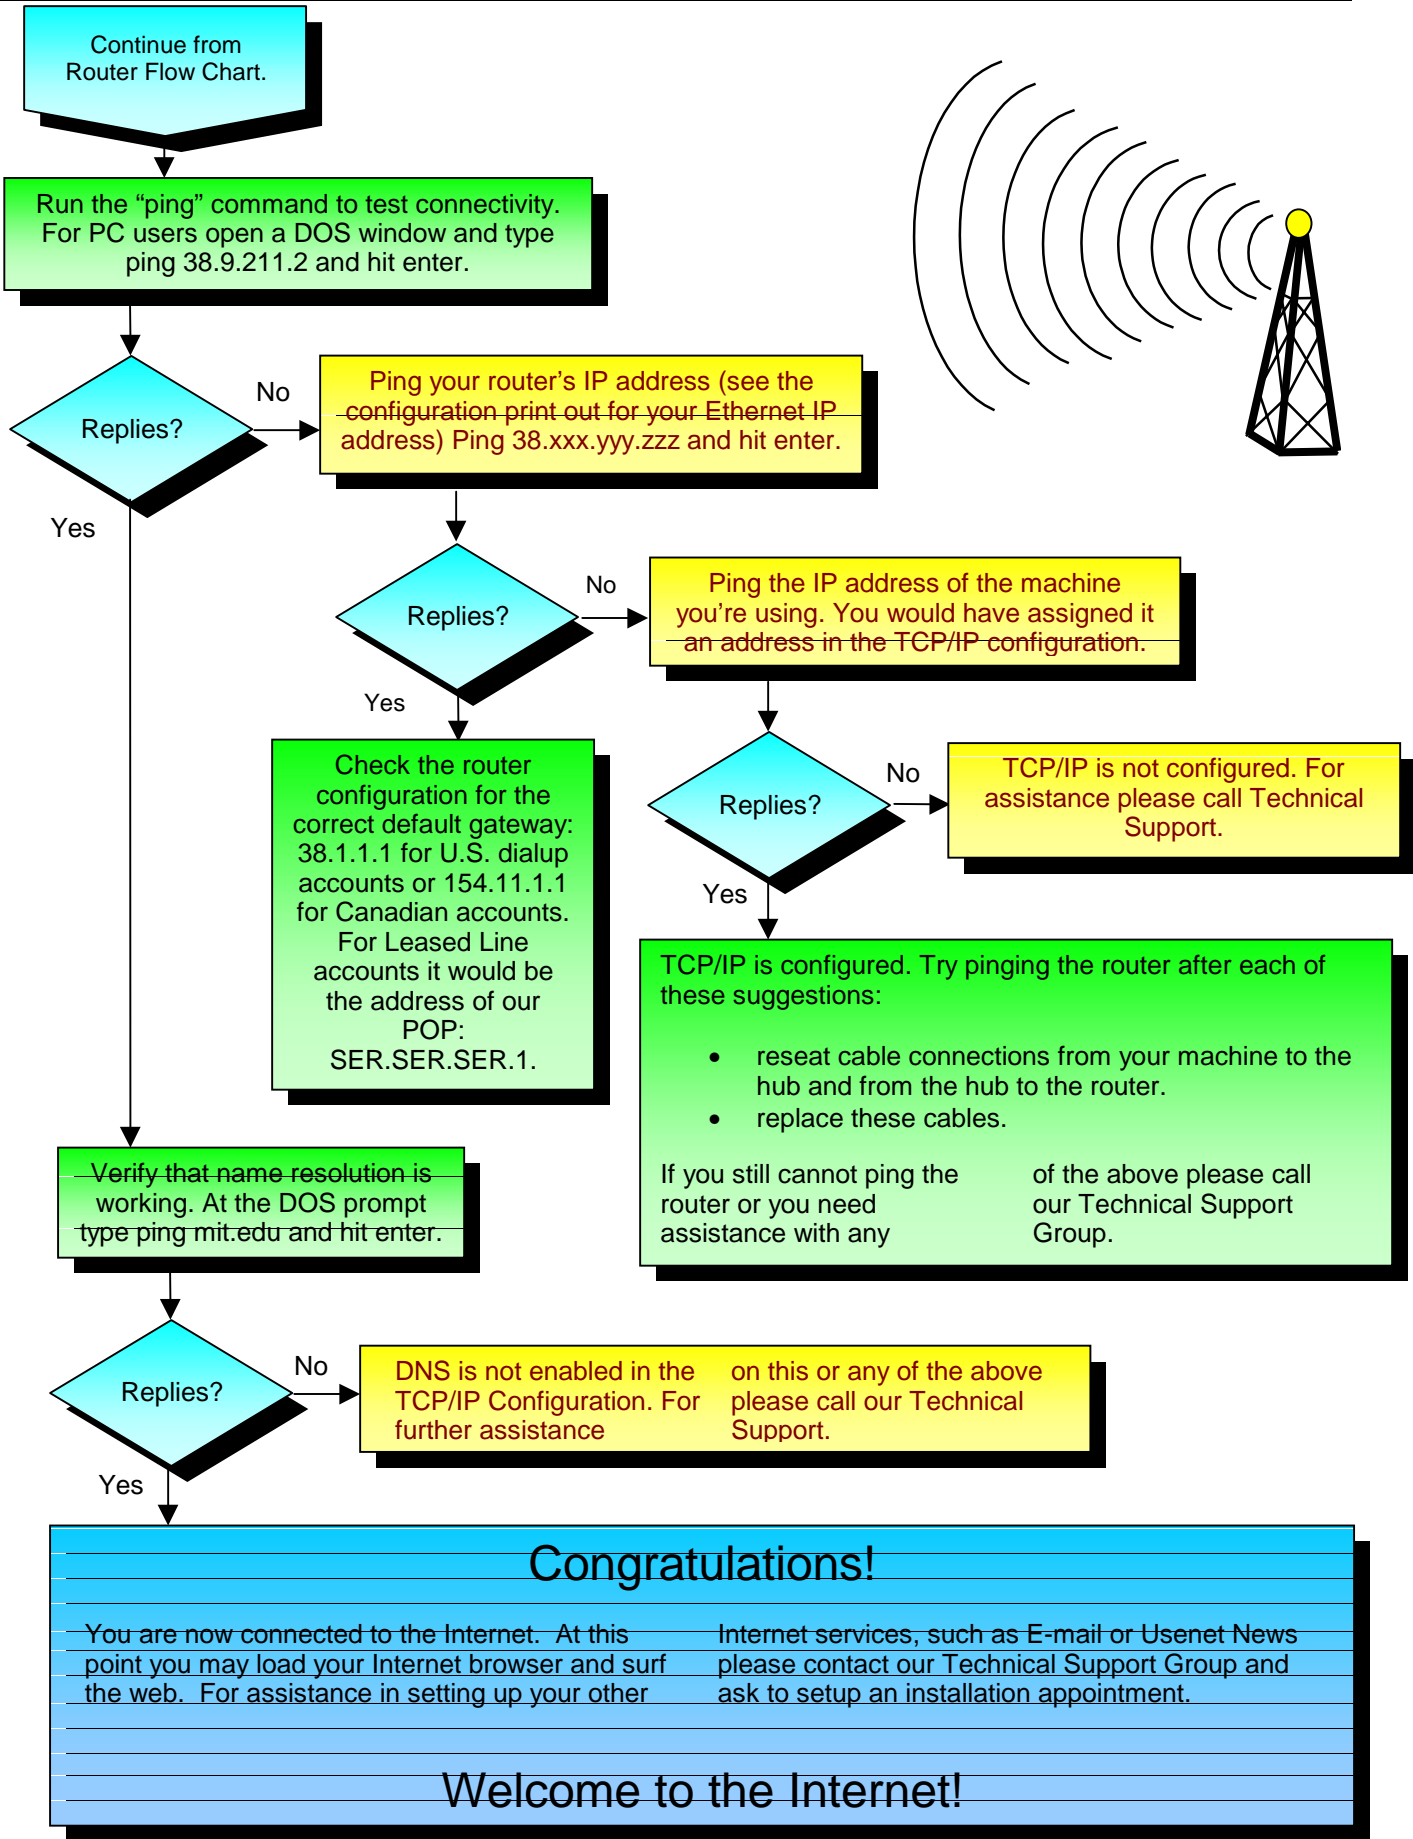 Continue from
Router Flow Chart.
Run the “ping” command to test connectivity.
For PC users open a DOS window and type
ping 38.9.211.2 and hit enter.
Replies?
No
Ping your router’s IP address (see the
configuration print out for your Ethernet IP
address) Ping 38.xxx.yyy.zzz and hit enter.
Yes
Replies?
No
Ping the IP address of the machine
you’re using. You would have assigned it
an address in the TCP/IP configuration.
Yes
Check the router
configuration for the
correct default gateway:
38.1.1.1 for U.S. dialup
accounts or 154.11.1.1
for Canadian accounts.
For Leased Line
accounts it would be
the address of our
POP:
SER.SER.SER.1.
Replies?
No
TCP/IP is not configured. For
assistance please call Technical
Support.
Yes
TCP/IP is configured. Try pinging the router after each of
these suggestions:
• reseat cable connections from your machine to the
hub and from the hub to the router.
• replace these cables.
If you still cannot ping the
router or you need
assistance with any
of the above please call
our Technical Support
Group.
Verify that name resolution is
working. At the DOS prompt
type ping mit.edu and hit enter.
Replies?
No
DNS is not enabled in the
TCP/IP Configuration. For
further assistance
on this or any of the above
please call our Technical
Support.
Yes
Congratulations!
You are now connected to the Internet.  At this
point you may load your Internet browser and surf
the web.  For assistance in setting up your other
Internet services, such as E-mail or Usenet News
please contact our Technical Support Group and
ask to setup an installation appointment.
Welcome to the Internet!